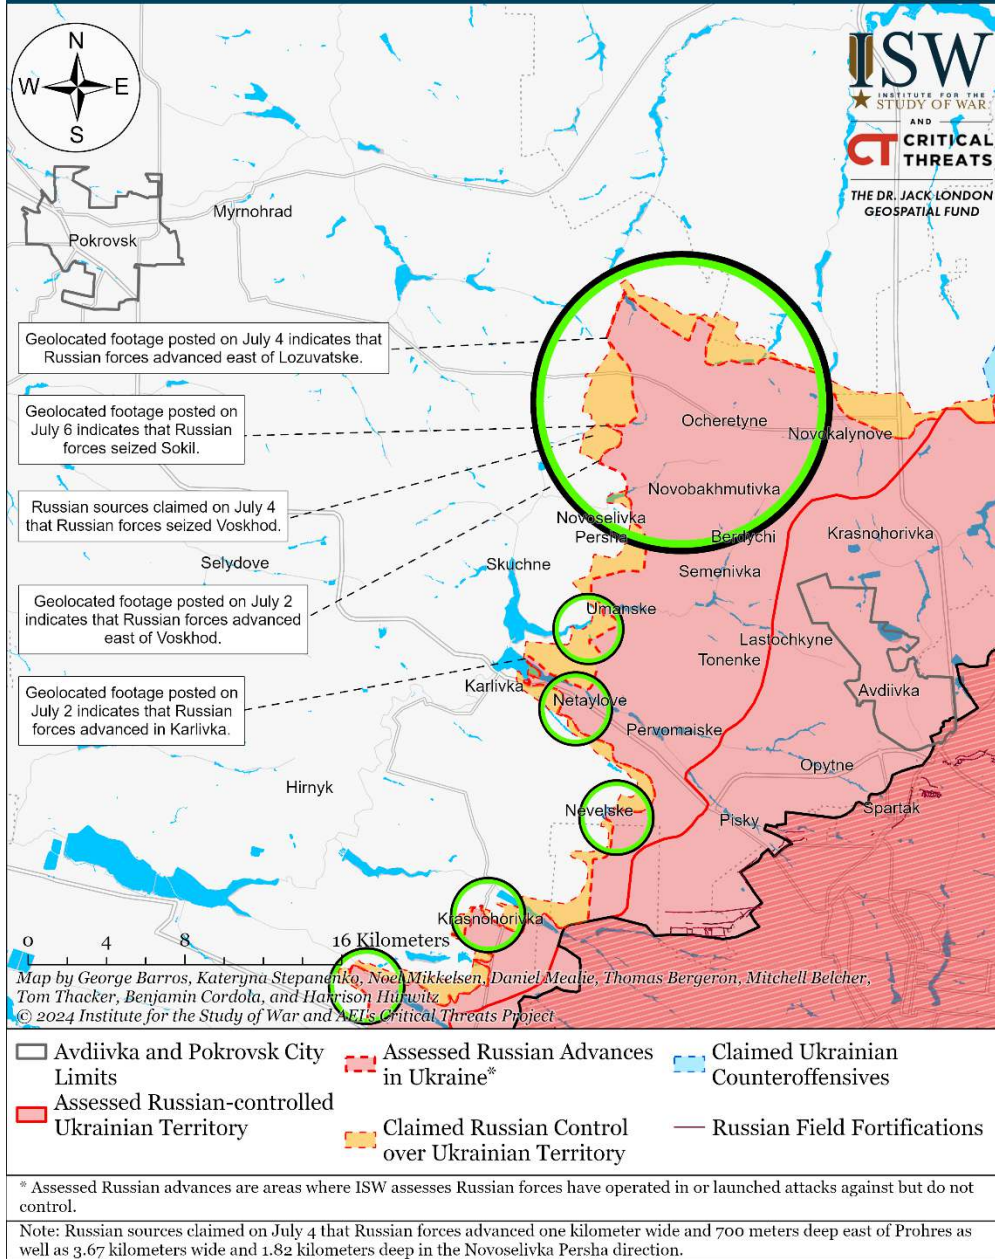 N
W
E
S
ISW
INSTITUTE FOR THE
STUDY OF WAR
AND
CT CRITICAL
THREATS
THE DR. JACK LONDON
GEOSPATIAL FUND
Myrnohrad
Pokrovsk
Geolocated footage posted on July 4 indicates that
Russian forces advanced east of Lozuvatske.
Geolocated footage posted on
July 6 indicates that Russian
forces seized Sokil.
Ocheretyne
Novokalynove
Russian sources claimed on July 4
that Russian forces seized Voskhod.
Novobakhmutivka
Novoselivka
Persha
Berdychi
Krasnohorivka
Selydove
Skuchne
Semenivka
Geolocated footage posted on July 2
indicates that Russian forces advanced
east of Voskhod.
Umanske
Lastochkyne
Tonenke
Geolocated footage posted on
July 2 indicates that Russian
forces advanced in Karlivka.
Karlivka
Netaylove
Avdiivka
Pervomaiske
Opytne
Hirnyk
Nevelske
Pisky
Spartak
Krasnohorivka
0 4 8 16 Kilometers
Map by George Barros, Kateryna Stepanenko, Noel Mikkelsen, Daniel Mealie, Thomas Bergeron, Mitchell Belcher,
Tom Thacker, Benjamin Cordola, and Harrison Hurwitz
© 2024 Institute for the Study of War and AEI's Critical Threats Project
Avdiivka and Pokrovsk City
Limits
Assessed Russian-controlled
Ukrainian Territory
Assessed Russian Advances
in Ukraine*
Claimed Russian Control
over Ukrainian Territory
Claimed Ukrainian
Counteroffensives
Russian Field Fortifications
* Assessed Russian advances are areas where ISW assesses Russian forces have operated in or launched attacks against but do not
control.
Note: Russian sources claimed on July 4 that Russian forces advanced one kilometer wide and 700 meters deep east of Prohres as
well as 3.67 kilometers wide and 1.82 kilometers deep in the Novoselivka Persha direction.